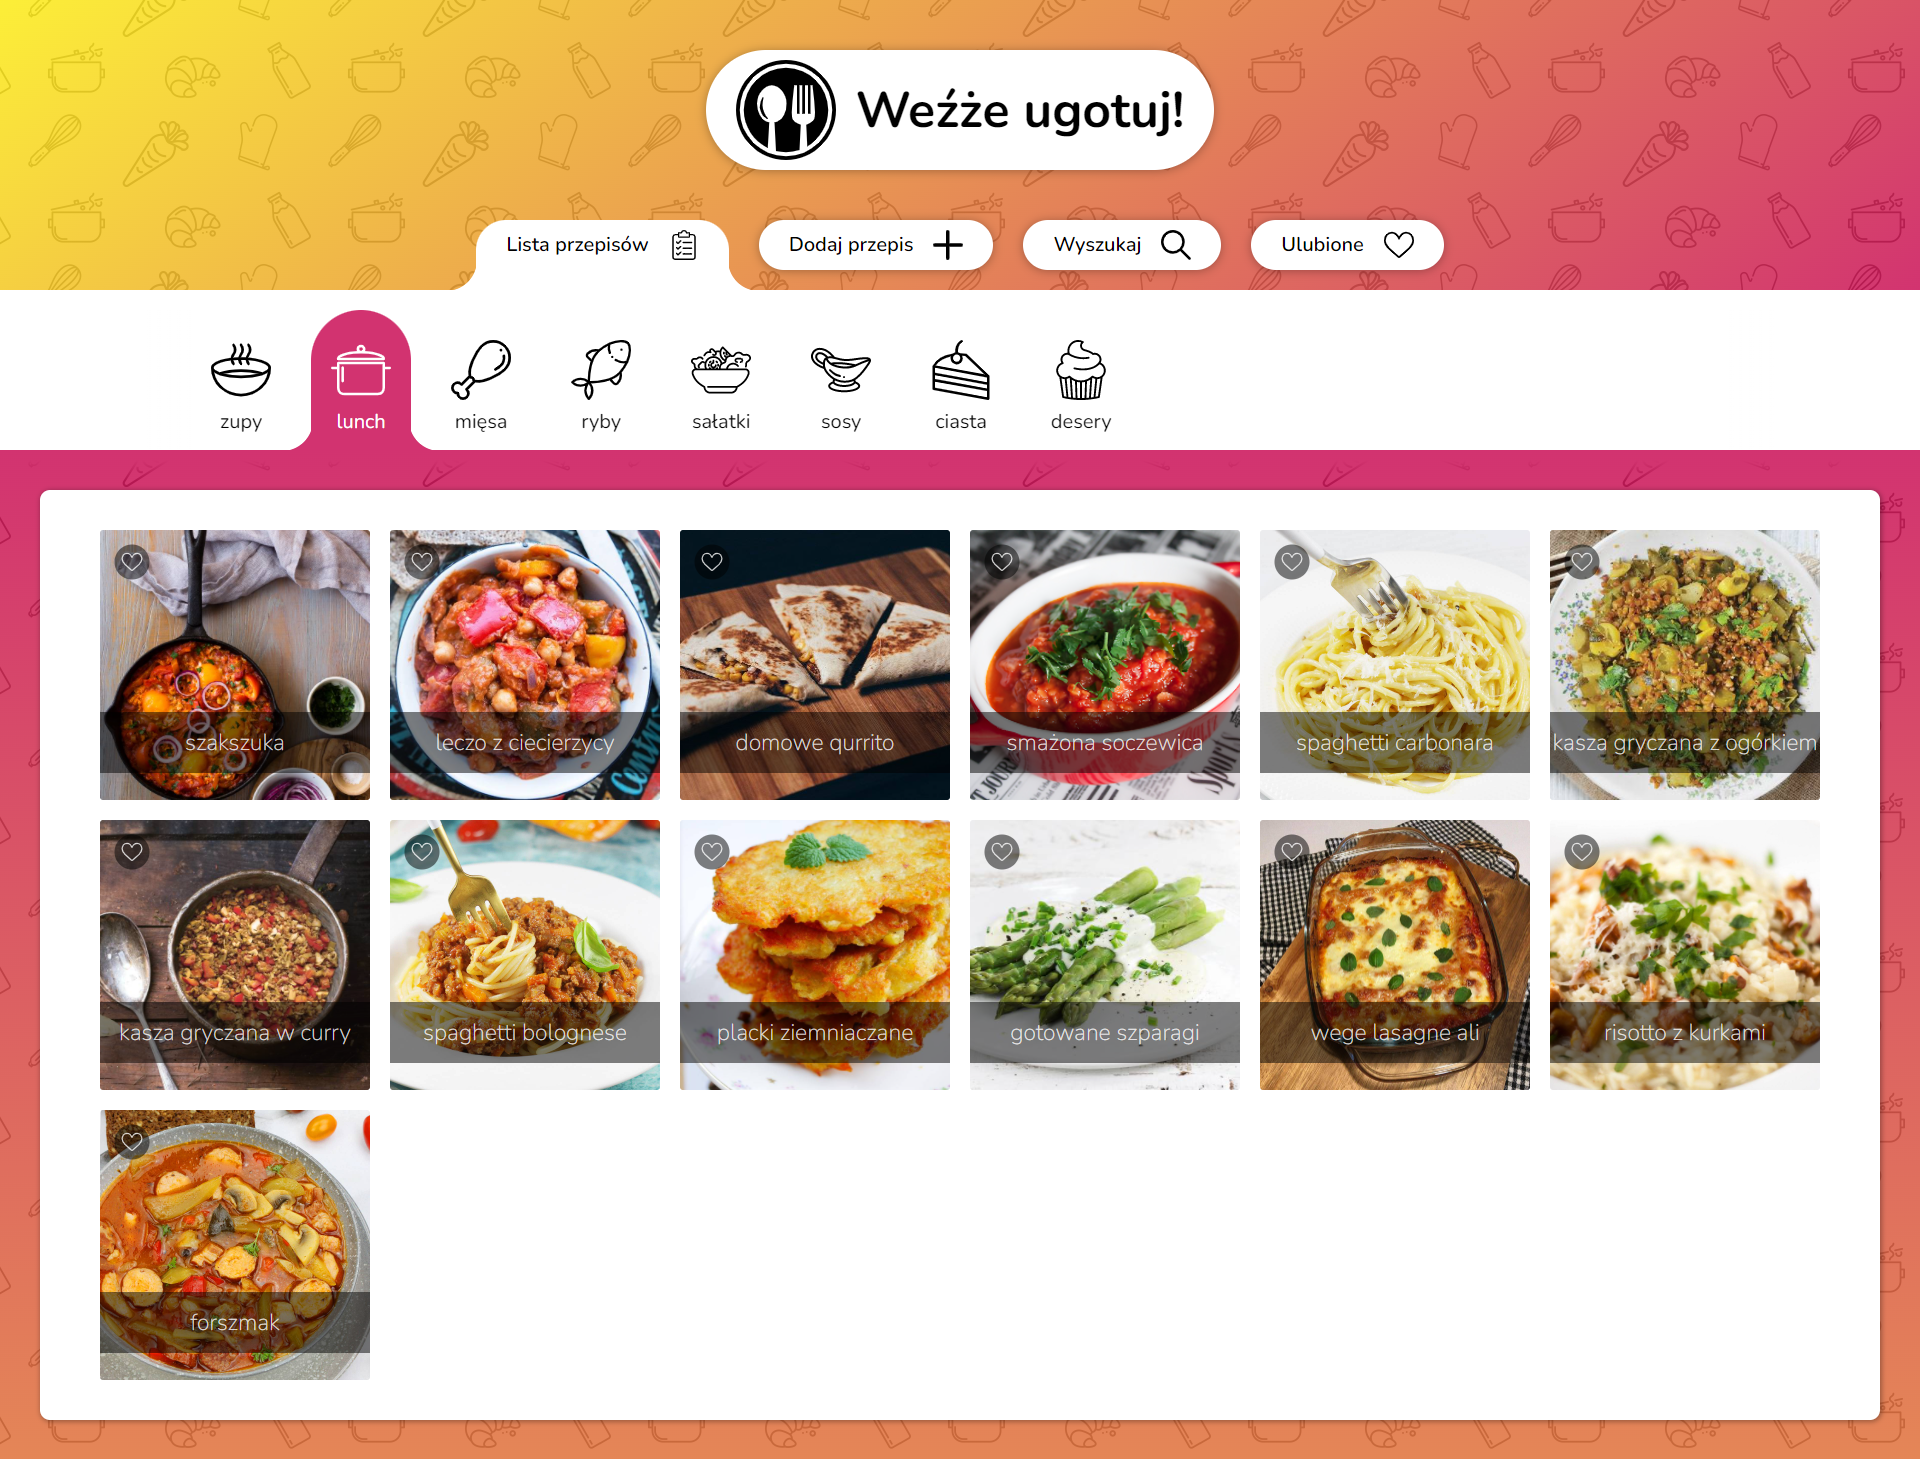 Weźże ugotuj!
Lista przepisów
Dodaj przepis
Wyszukaj
Ulubione
zupy
lunch
mięsa
ryby
sałatki
sosy
ciasta
desery
szakszuka
leczo z ciecierzycy
domowe qurrito
smażona soczewica
spaghetti carbonara
kasza gryczana z ogórkiem
kasza gryczana w curry
spaghetti bolognese
placki ziemniaczane
gotowane szparagi
wege lasagne ali
risotto z kurkami
forszmak